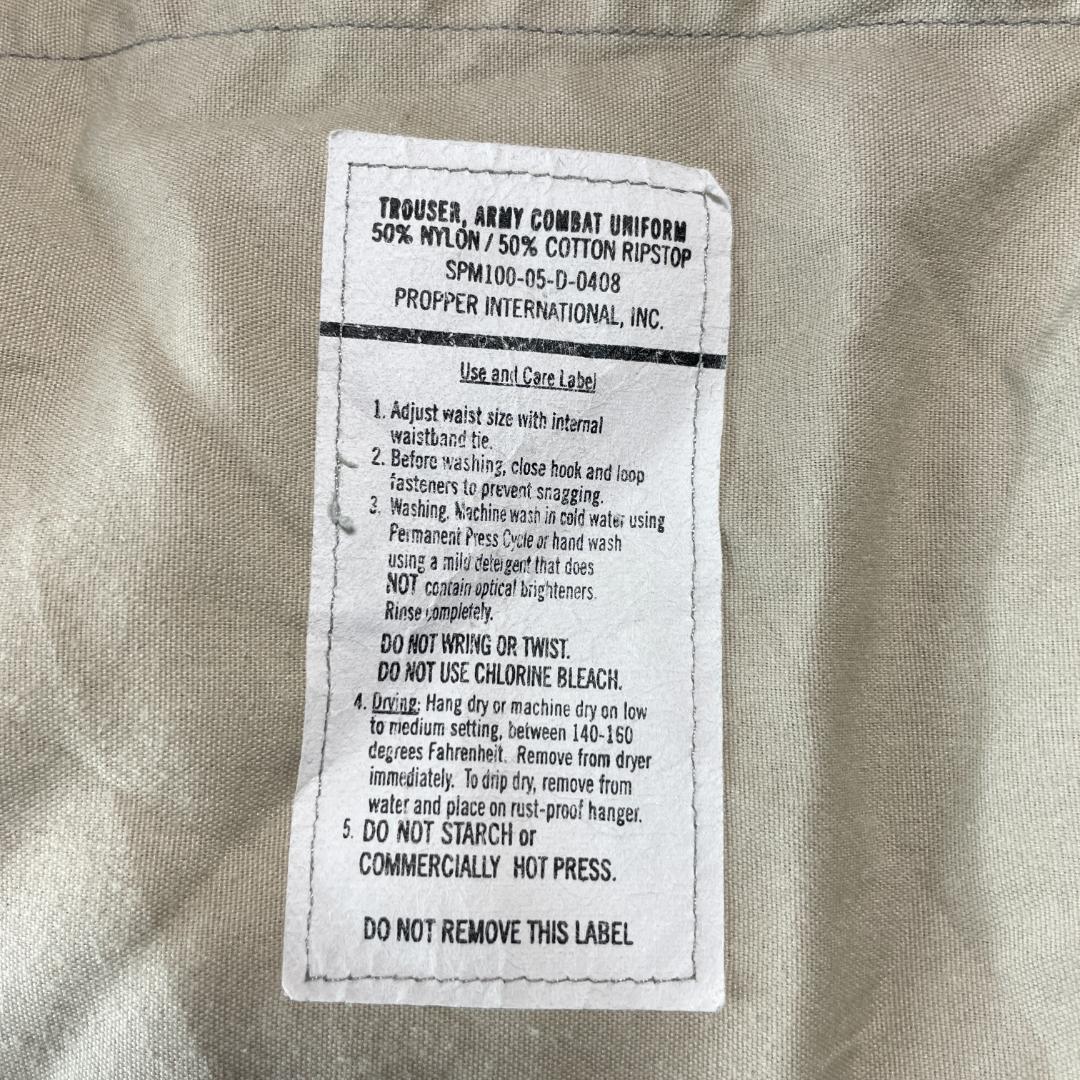 TROUSER, ARMY COMBAT UNIFORM
50% NYLON / 50% COTTON RIPSTOP
SPM100-05-D-0408
PROPPER INTERNATIONAL, INC.
Use and Care Label
1. Adjust waist size with internal
waistband tie.
2. Before washing, close hook and loop
fasteners to prevent snagging.
3. Washing, Machine wash in cold water using
Permanent Press Cycle or hand wash
using a mild detergent that does
NOT contain optical brighteners.
Rinse completely.
DO NOT WRING OR TWIST.
DO NOT USE CHLORINE BLEACH.
4. Drying: Hang dry or machine dry on low
to medium setting, between 140-160
degrees Fahrenheit. Remove from dryer
immediately. To drip dry, remove from
water and place on rust-proof hanger.
5. DO NOT STARCH or
COMMERCIALLY HOT PRESS.
DO NOT REMOVE THIS LABEL